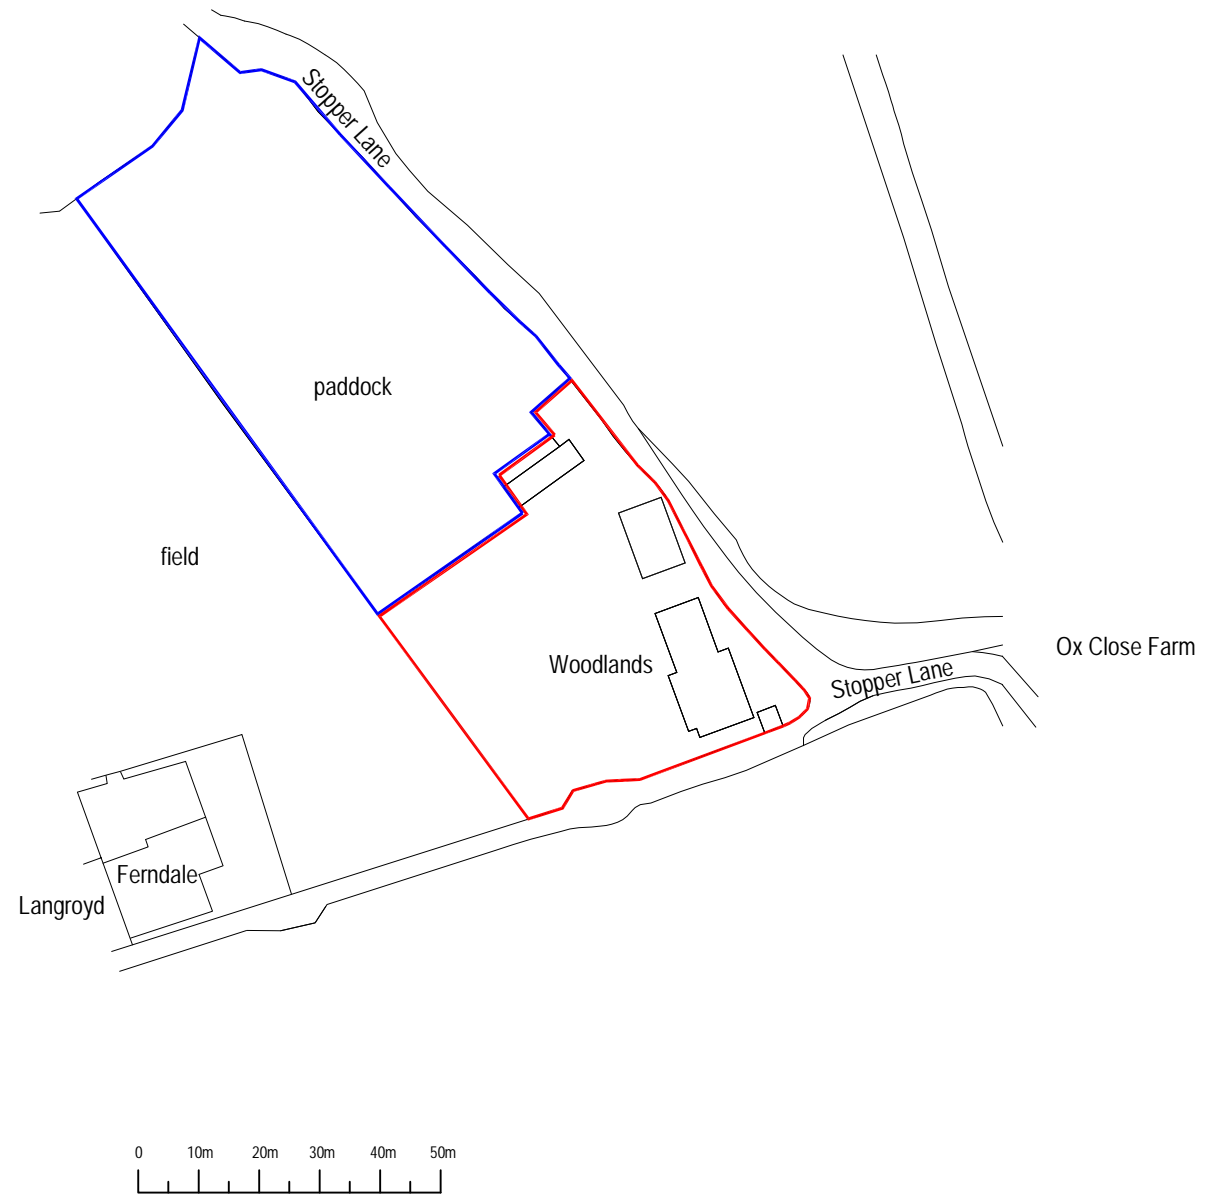 Stopper Lane
paddock
field
Woodlands
Ox Close Farm
Stopper Lane
Ferndale
Langroyd
0 10m 20m 30m 40m 50m